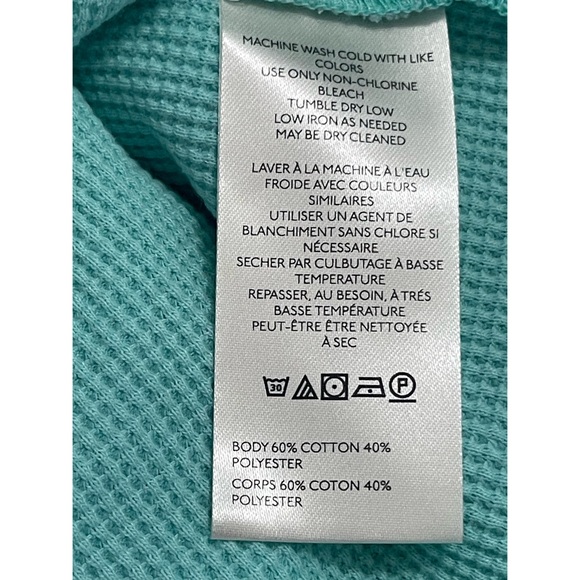 MACHINE WASH COLD WITH LIKE
COLORS
USE ONLY NON-CHLORINE
BLEACH
TUMBLE DRY LOW
LOW IRON AS NEEDED
MAY BE DRY CLEANED
LAVER À LA MACHINE À L'EAU
FROIDE AVEC COULEURS
SIMILAIRES
UTILISER UN AGENT DE
BLANCHIMENT SANS CHLORE SI
NÉCESSAIRE
SECHER PAR CULBUTAGE À BASSE
TEMPERATURE
REPASSER, AU BESOIN, À TRÉS
BASSE TEMPÉRATURE
PEUT-ÊTRE ÊTRE NETTOYÉE
À SEC
30 P
BODY 60% COTTON 40%
POLYESTER
CORPS 60% COTON 40%
POLYESTER